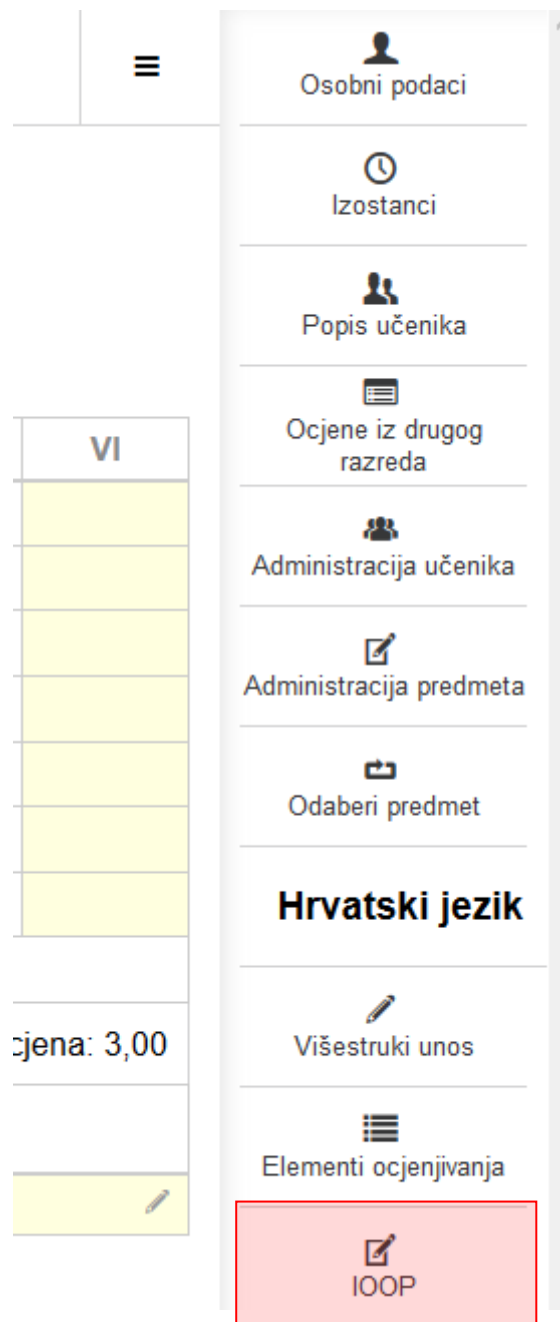 Osobni podaci
Izostanci
Popis učenika
Ocjene iz drugog
razreda
Administracija učenika
Administracija predmeta
Odaberi predmet
Hrvatski jezik
Višestruki unos
Elementi ocjenjivanja
IOOP
VI
cjena: 3,00